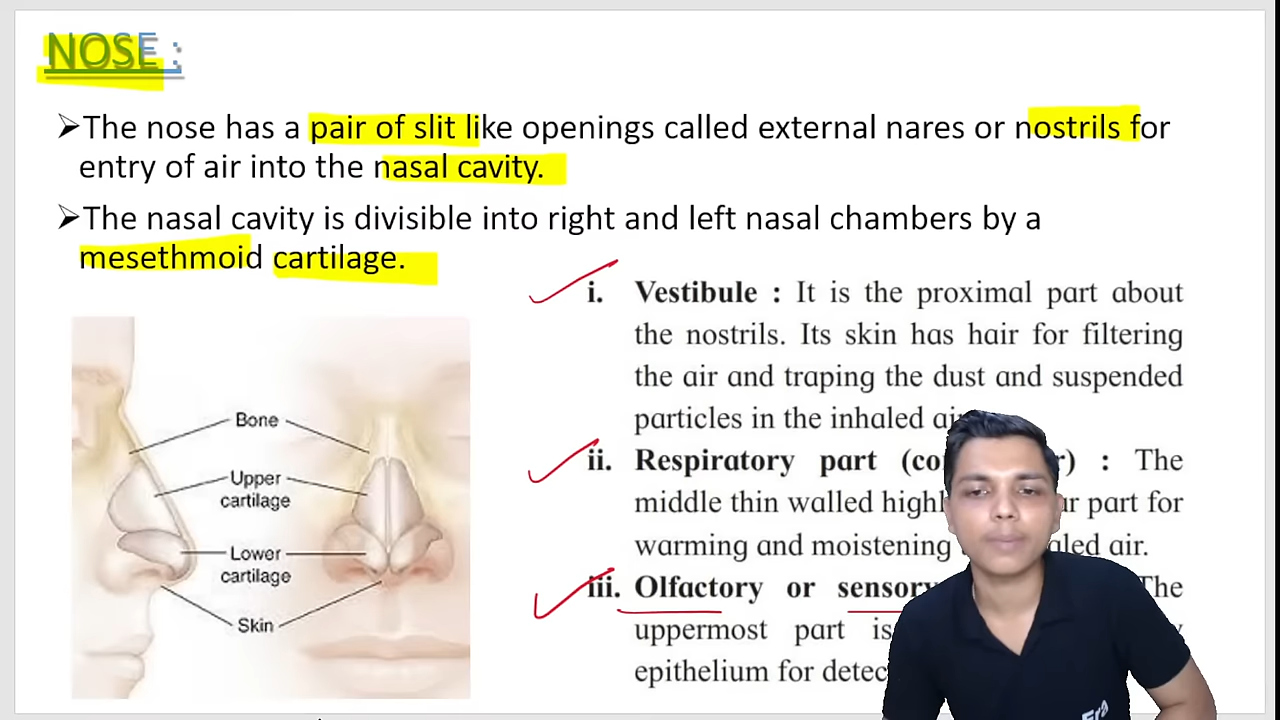 NOSE :
➢The nose has a pair of slit like openings called external nares or nostrils for
entry of air into the nasal cavity.
➢The nasal cavity is divisible into right and left nasal chambers by a
mesethmoid cartilage.
i. Vestibule : It is the proximal part about
the nostrils. Its skin has hair for filtering
the air and traping the dust and suspended
particles in the inhaled
ii. Respiratory part : The
middle thin walled part for
warming and moistening air.
iii. Olfactory or sensory The
uppermost part is
epithelium for
Bone
Upper
cartilage
Lower
cartilage
Skin